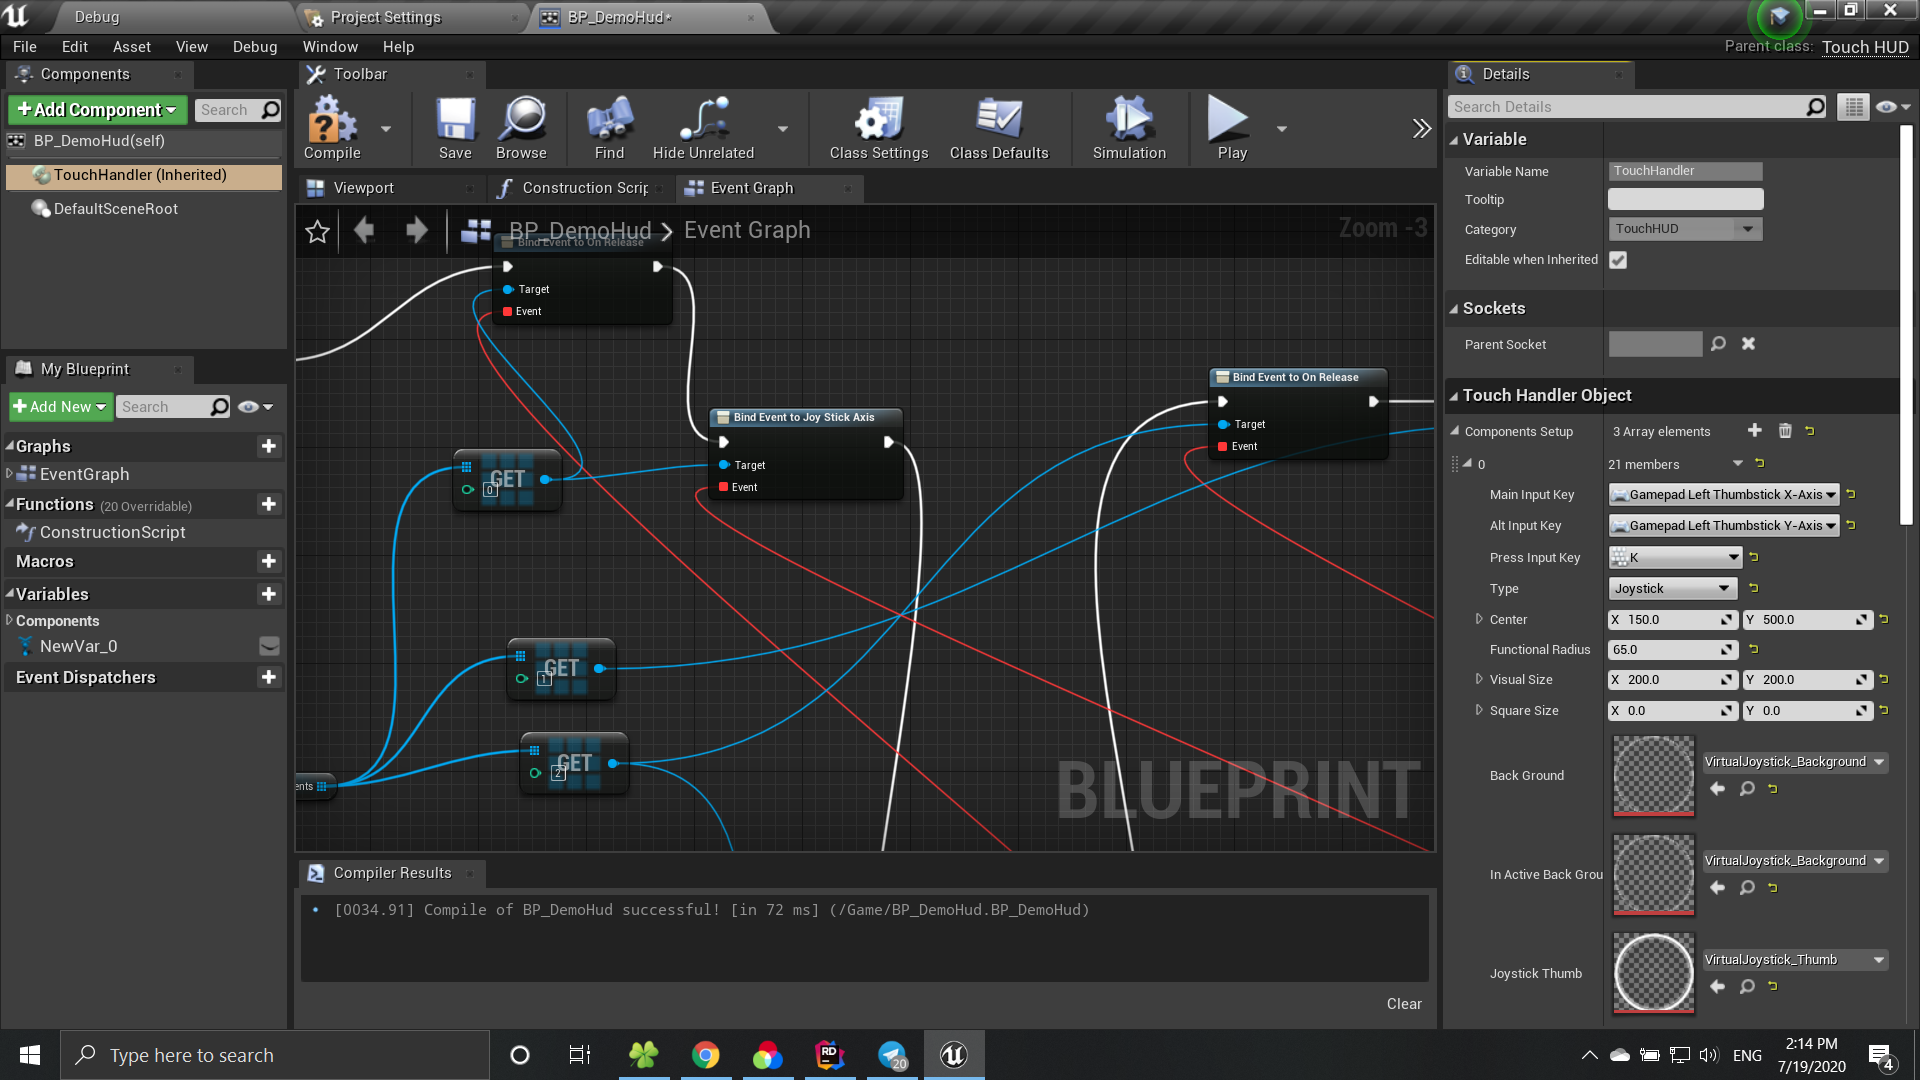 Debug
Project Settings
BP_DemoHud*
File Edit Asset View Debug Window Help
Parent class: Touch HUD
Components
+Add Component
Search
BP_DemoHud(self)
TouchHandler (Inherited)
DefaultSceneRoot
My Blueprint
+Add New
Search
Graphs
EventGraph
Functions (20 Overridable)
ConstructionScript
Macros
Variables
Components
NewVar_0
Event Dispatchers
Toolbar
Compile
Save
Browse
Find
Hide Unrelated
Class Settings
Class Defaults
Simulation
Play
Viewport
Construction Scrip
Event Graph
BP_DemoHud > Event Graph
Zoom -3
Bind Event to On Release
Target
Event
Bind Event to Joy Stick Axis
Target
Event
Bind Event to On Release
Target
Event
GET
0
GET
1
GET
2
ents
BLUEPRINT
Compiler Results
[0034.91] Compile of BP_DemoHud successful! [in 72 ms] (/Game/BP_DemoHud.BP_DemoHud)
Clear
Details
Search Details
Variable
Variable Name TouchHandler
Tooltip
Category TouchHUD
Editable when Inherited
Sockets
Parent Socket
Touch Handler Object
Components Setup 3 Array elements
0 21 members
Main Input Key Gamepad Left Thumbstick X-Axis
Alt Input Key Gamepad Left Thumbstick Y-Axis
Press Input Key K
Type Joystick
Center X 150.0 Y 500.0
Functional Radius 65.0
Visual Size X 200.0 Y 200.0
Square Size X 0.0 Y 0.0
Back Ground VirtualJoystick_Background
In Active Back Grou VirtualJoystick_Background
Joystick Thumb VirtualJoystick_Thumb
Type here to search
RD
20
ENG
2:14 PM
7/19/2020
4